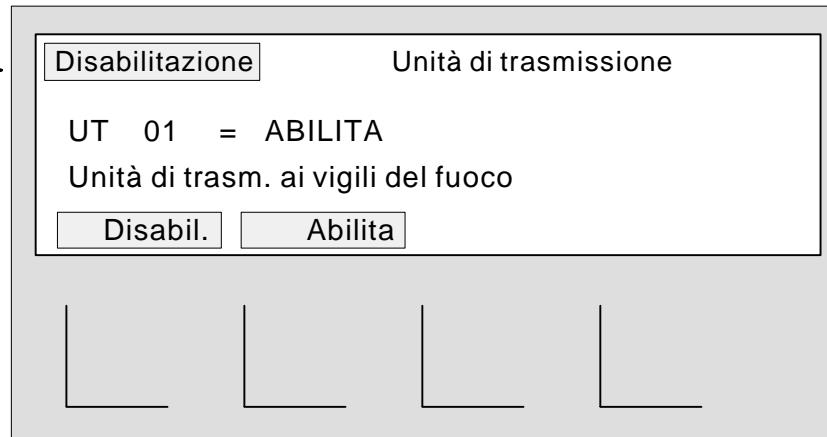 Disabilitazione Unità di trasmissione
UT 01 = ABILITA
Unità di trasm. ai vigili del fuoco
Disabil. Abilita